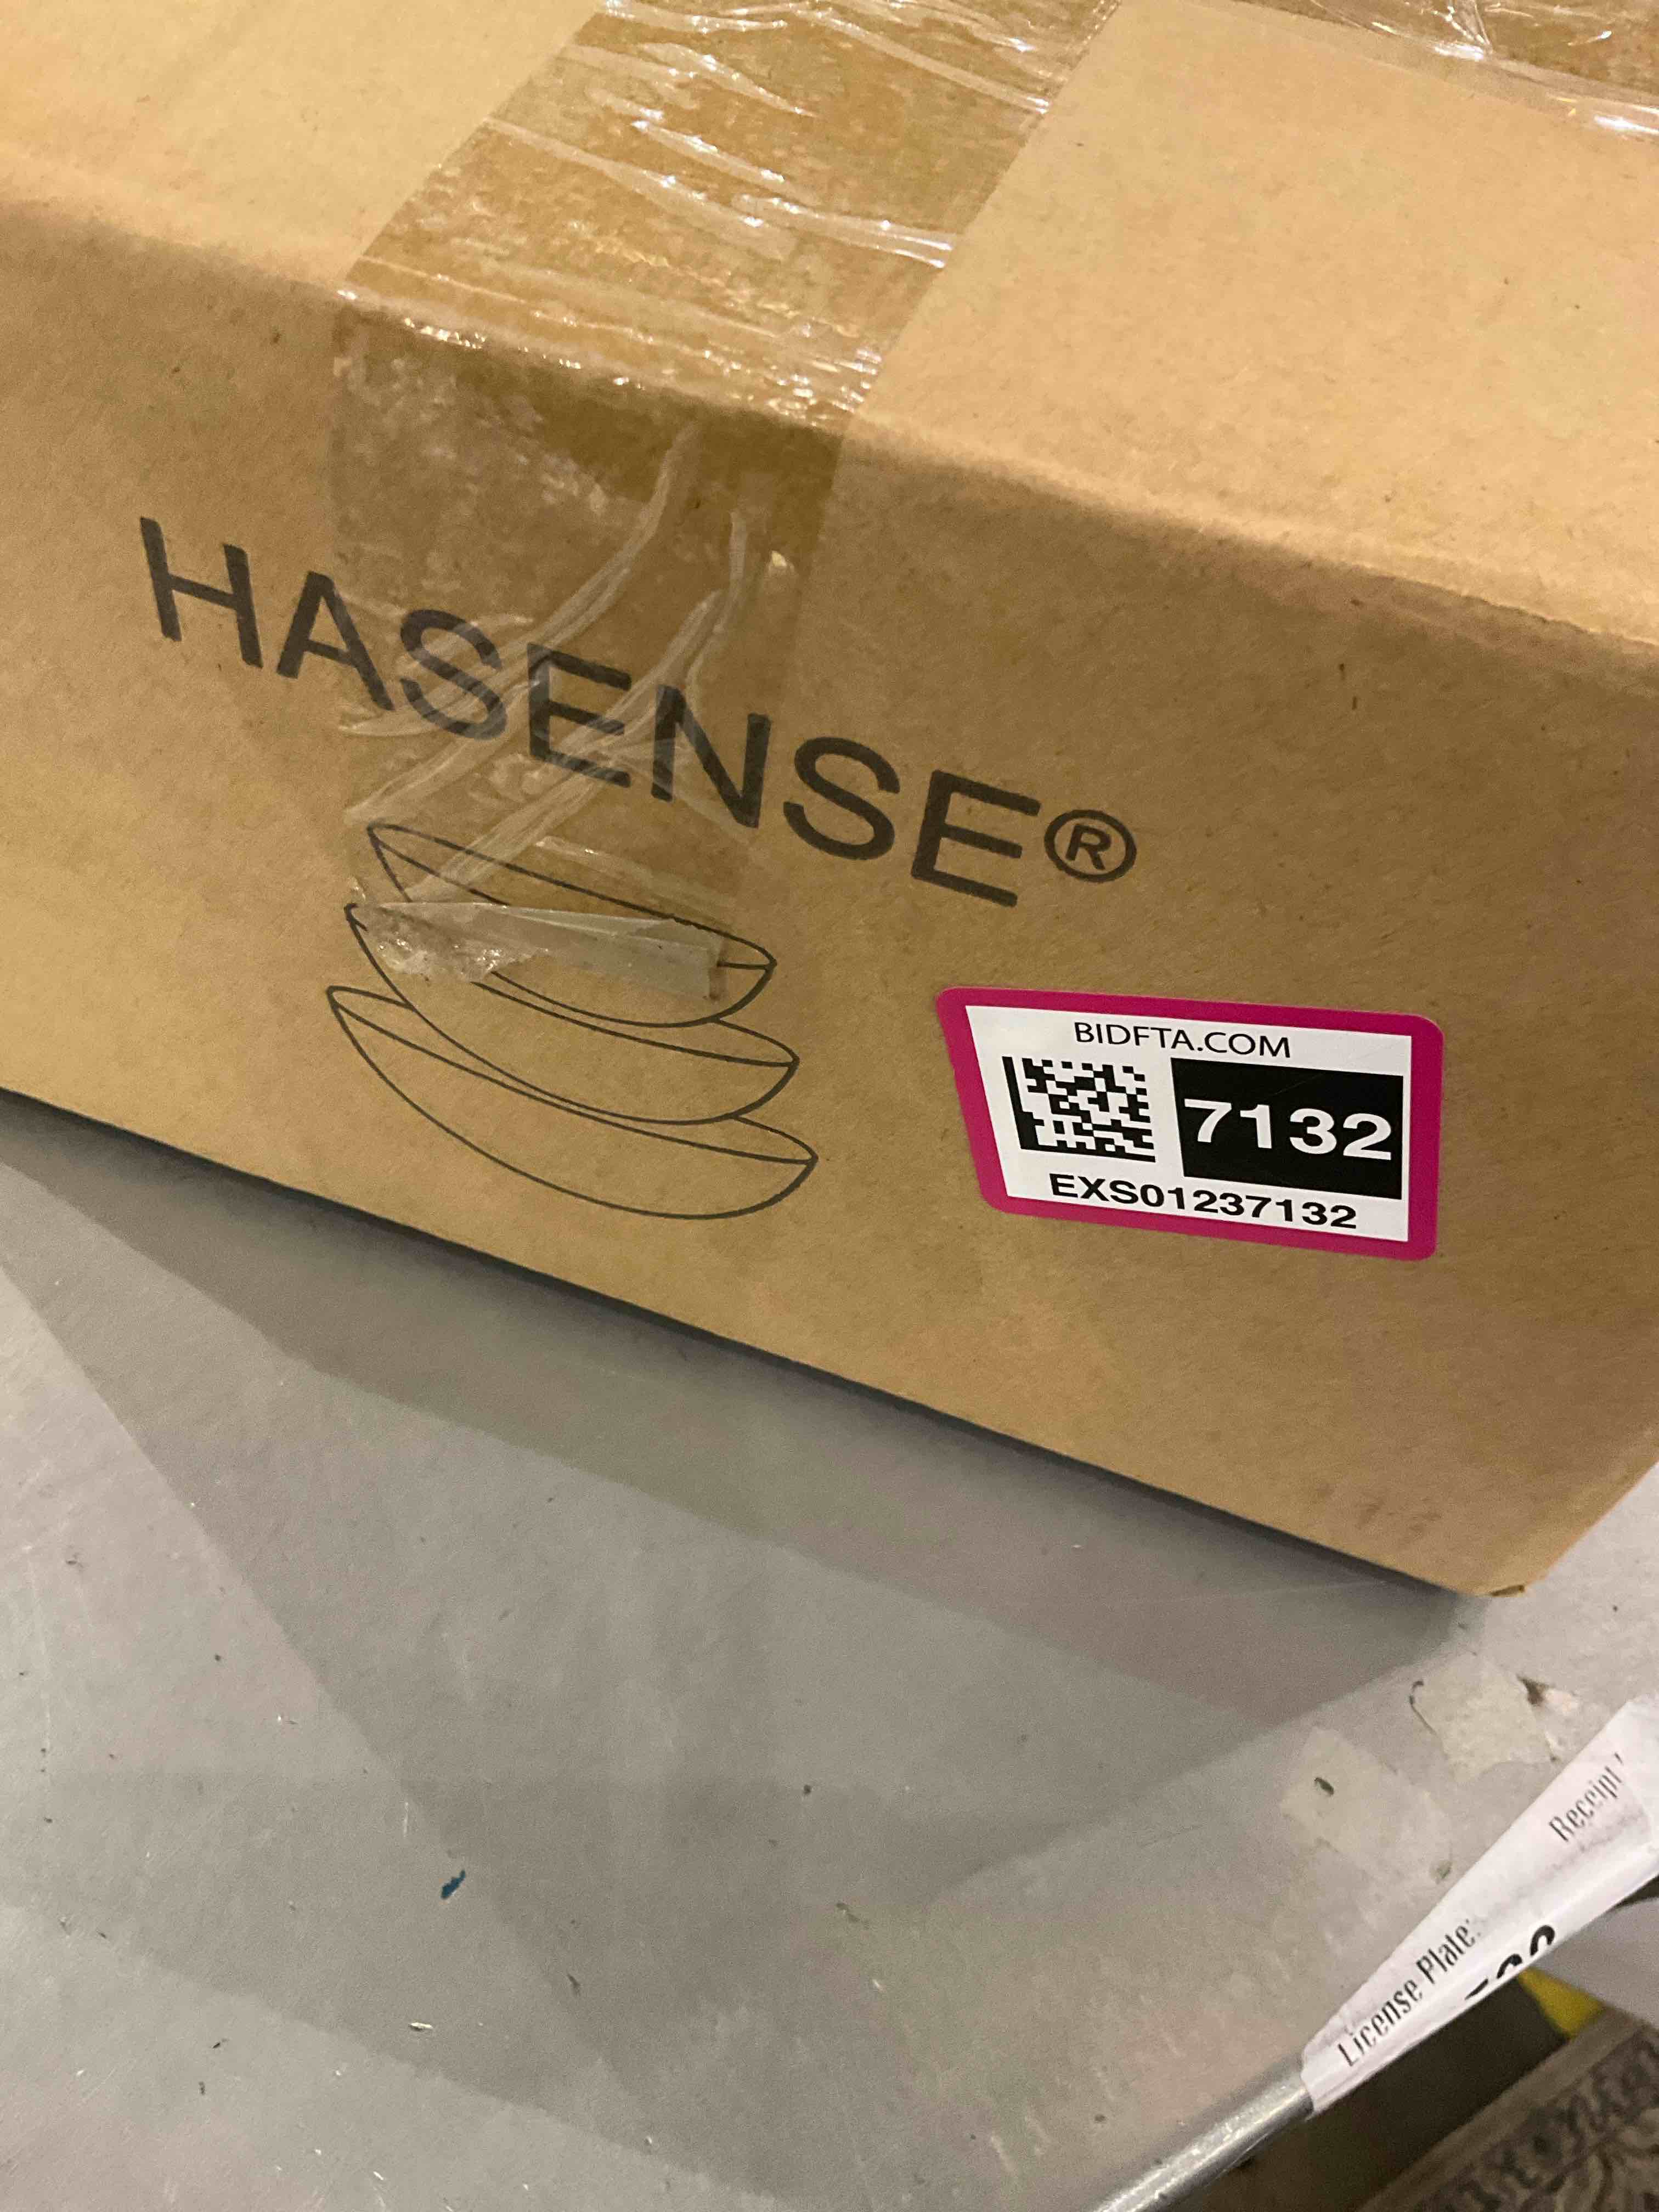 HASENSE®
BIDFTA.COM
7132
EXS01237132
Receipt
License Plate: